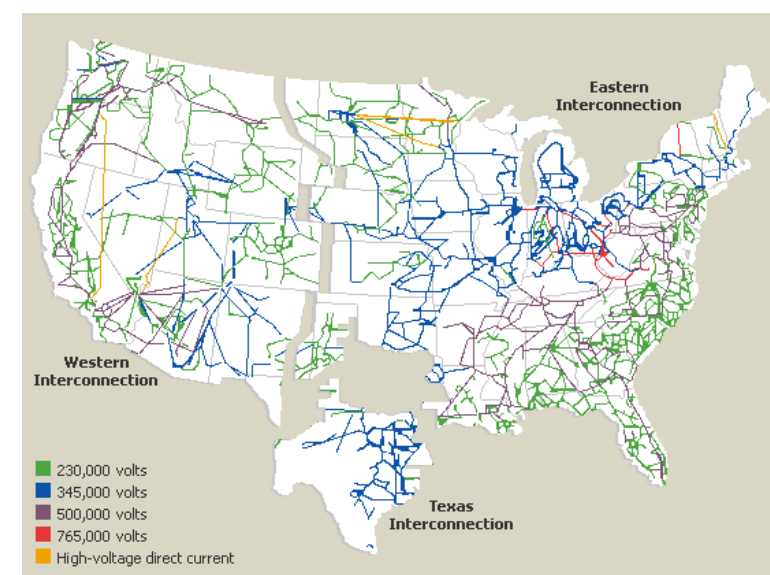 Eastern
Interconnection
Western
Interconnection
Texas
Interconnection
230,000 volts
345,000 volts
500,000 volts
765,000 volts
High-voltage direct current